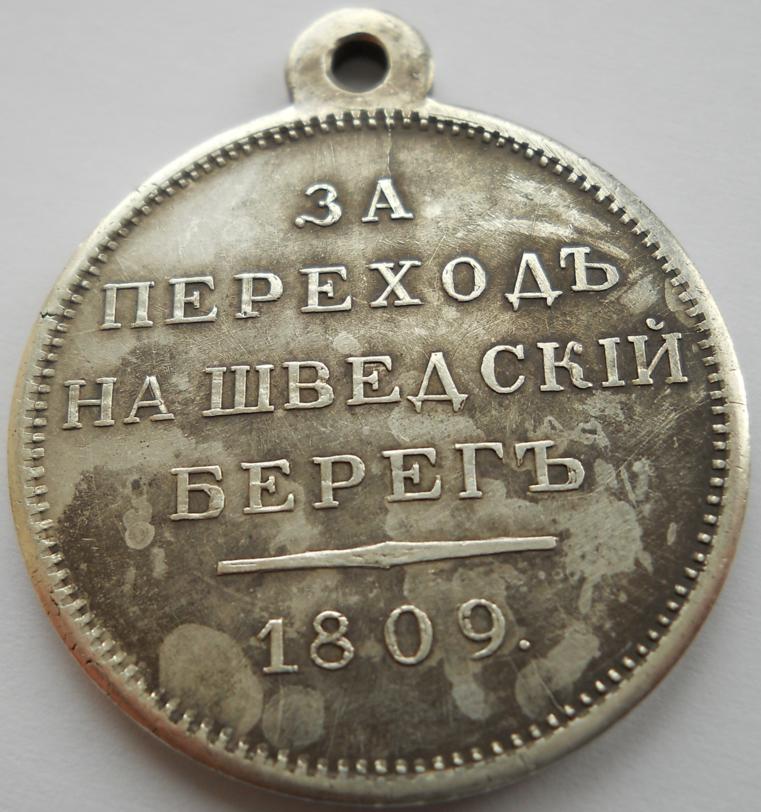 ЗА
ПЕРЕХОДЪ
НА ШВЕДСКІЙ
БЕРЕГЪ
1809.